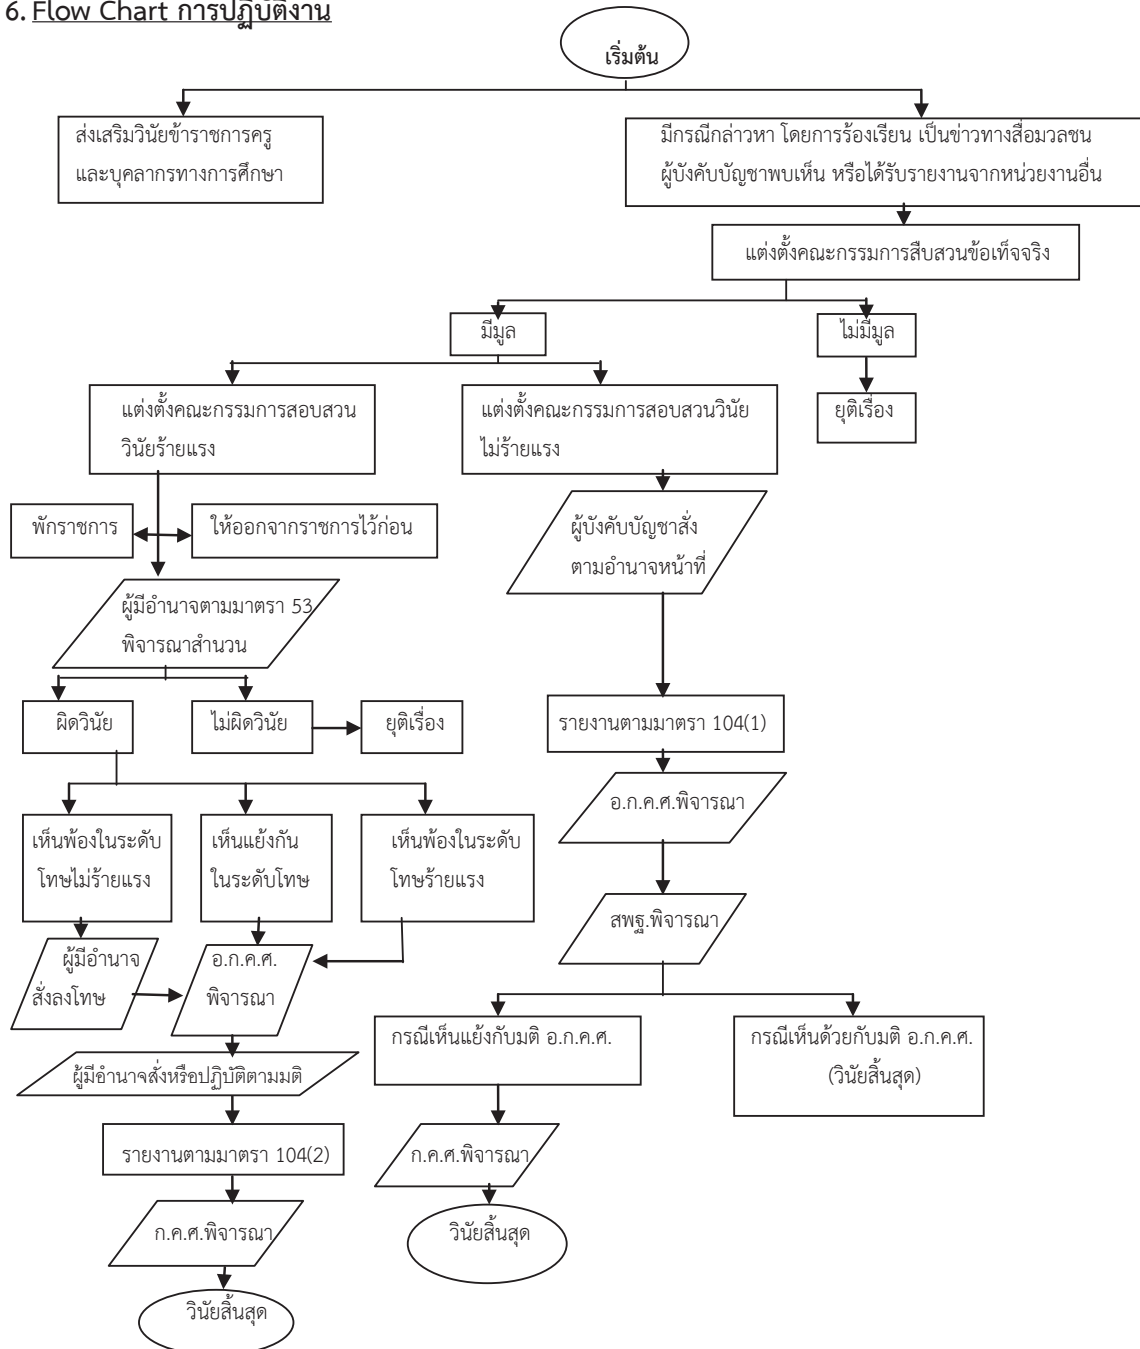 6. Flow Chart การปฏิบัติงาน
เริ่มต้น
ส่งเสริมวินัยข้าราชการครู
และบุคลากรทางการศึกษา
มีกรณีกล่าวหา โดยการร้องเรียน เป็นข่าวทางสื่อมวลชน
ผู้บังคับบัญชาพบเห็น หรือได้รับรายงานจากหน่วยงานอื่น
แต่งตั้งคณะกรรมการสืบสวนข้อเท็จจริง
มีมูล
ไม่มีมูล
แต่งตั้งคณะกรรมการสอบสวน
วินัยร้ายแรง
แต่งตั้งคณะกรรมการสอบสวนวินัย
ไม่ร้ายแรง
ยุติเรื่อง
พักราชการ
ให้ออกจากราชการไว้ก่อน
ผู้บังคับบัญชาสั่ง
ตามอำนาจหน้าที่
ผู้มีอำนาจตามมาตรา 53
พิจารณาสำนวน
ผิดวินัย
ไม่ผิดวินัย
ยุติเรื่อง
รายงานตามมาตรา 104(1)
อ.ก.ค.ศ.พิจารณา
เห็นพ้องในระดับ
โทษไม่ร้ายแรง
เห็นแย้งกัน
ในระดับโทษ
เห็นพ้องในระดับ
โทษร้ายแรง
สพฐ.พิจารณา
ผู้มีอำนาจ
สั่งลงโทษ
อ.ก.ค.ศ.
พิจารณา
กรณีเห็นแย้งกับมติ อ.ก.ค.ศ.
กรณีเห็นด้วยกับมติ อ.ก.ค.ศ.
(วินัยสิ้นสุด)
ผู้มีอำนาจสั่งหรือปฏิบัติตามมติ
รายงานตามมาตรา 104(2)
ก.ค.ศ.พิจารณา
ก.ค.ศ.พิจารณา
วินัยสิ้นสุด
วินัยสิ้นสุด